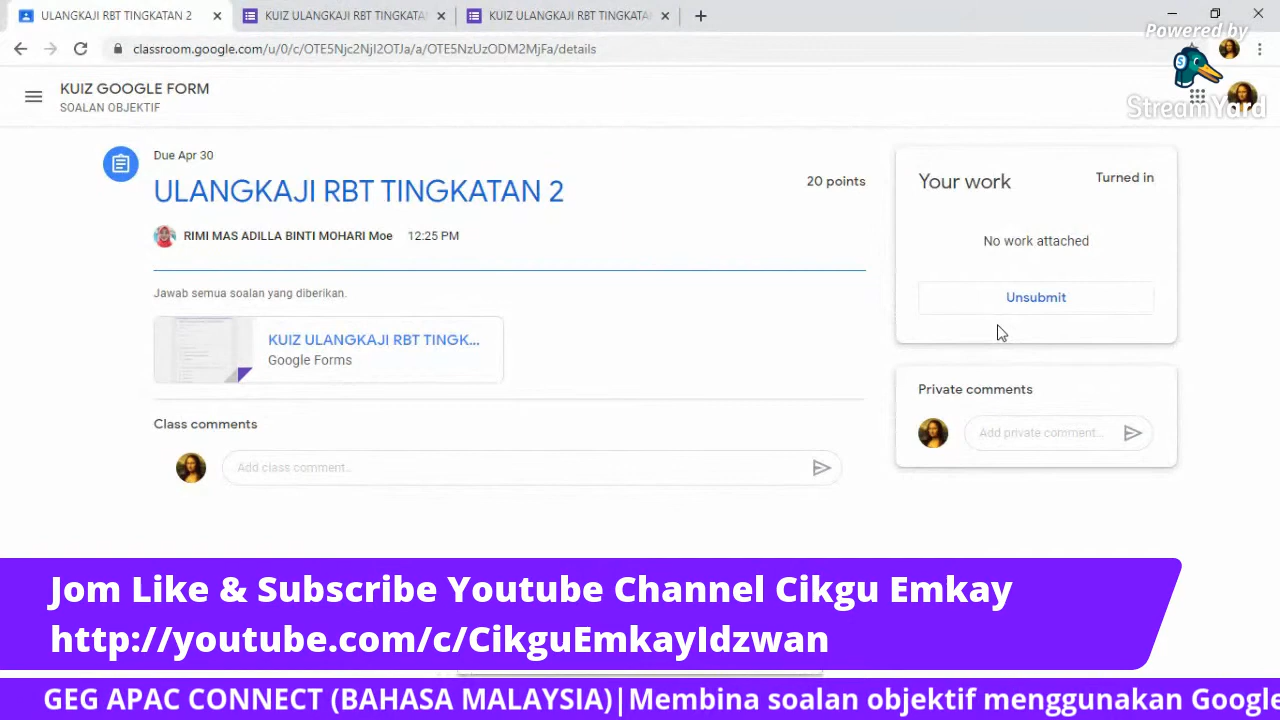 ULANGKAJI RBT TINGKATAN 2
KUIZ ULANGKAJI RBT TINGKATA
KUIZ ULANGKAJI RBT TINGKATA
classroom.google.com/u/0/c/OTE5Njc2NjI2OTJa/a/OTE5NzUzODM2MjFa/details
Powered by
StreamYard
KUIZ GOOGLE FORM
SOALAN OBJEKTIF
Due Apr 30
ULANGKAJI RBT TINGKATAN 2
20 points
RIMI MAS ADILLA BINTI MOHARI Moe 12:25 PM
Jawab semua soalan yang diberikan.
KUIZ ULANGKAJI RBT TINGK...
Google Forms
Class comments
Add class comment...
Your work
Turned in
No work attached
Unsubmit
Private comments
Add private comment...
Jom Like & Subscribe Youtube Channel Cikgu Emkay
http://youtube.com/c/CikguEmkayIdzwan
GEG APAC CONNECT (BAHASA MALAYSIA)|Membina soalan objektif menggunakan Google